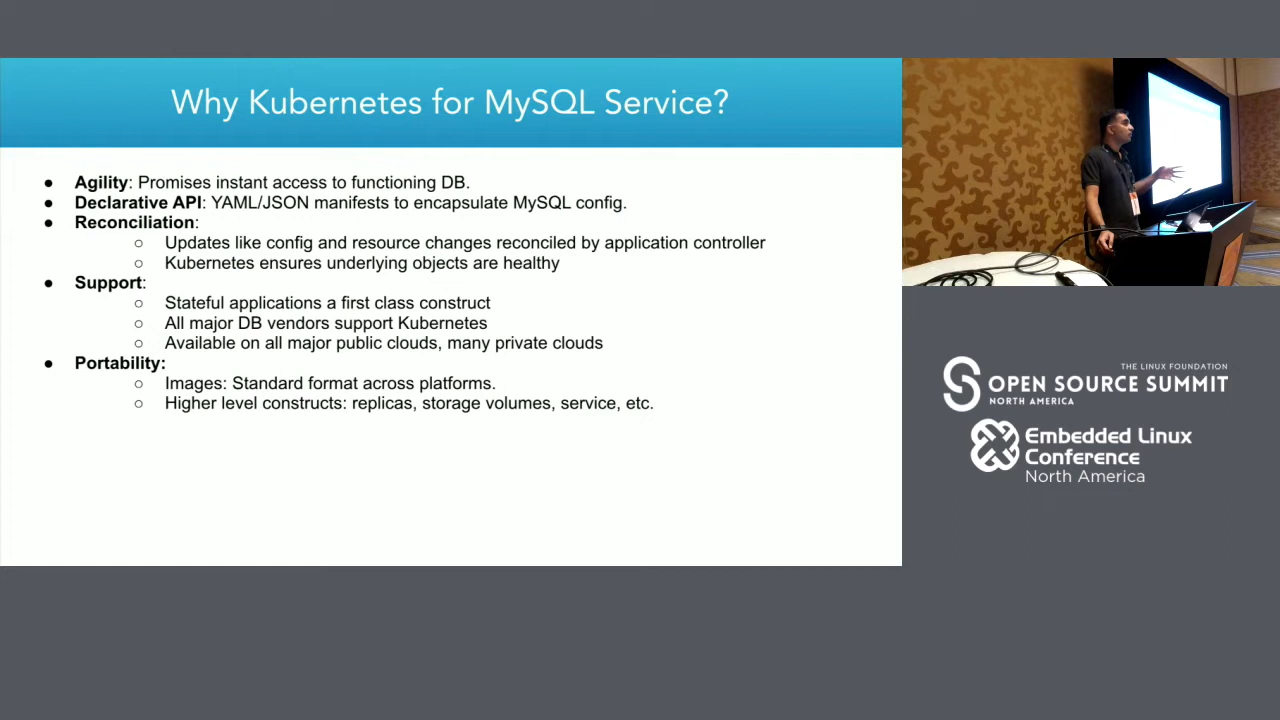 Why Kubernetes for MySQL Service?
● Agility: Promises instant access to functioning DB.
● Declarative API: YAML/JSON manifests to encapsulate MySQL config.
● Reconciliation:
○ Updates like config and resource changes reconciled by application controller
○ Kubernetes ensures underlying objects are healthy
● Support:
○ Stateful applications a first class construct
○ All major DB vendors support Kubernetes
○ Available on all major public clouds, many private clouds
● Portability:
○ Images: Standard format across platforms.
○ Higher level constructs: replicas, storage volumes, service, etc.
THE LINUX FOUNDATION
OPEN SOURCE SUMMIT
NORTH AMERICA
Embedded Linux
Conference
North America